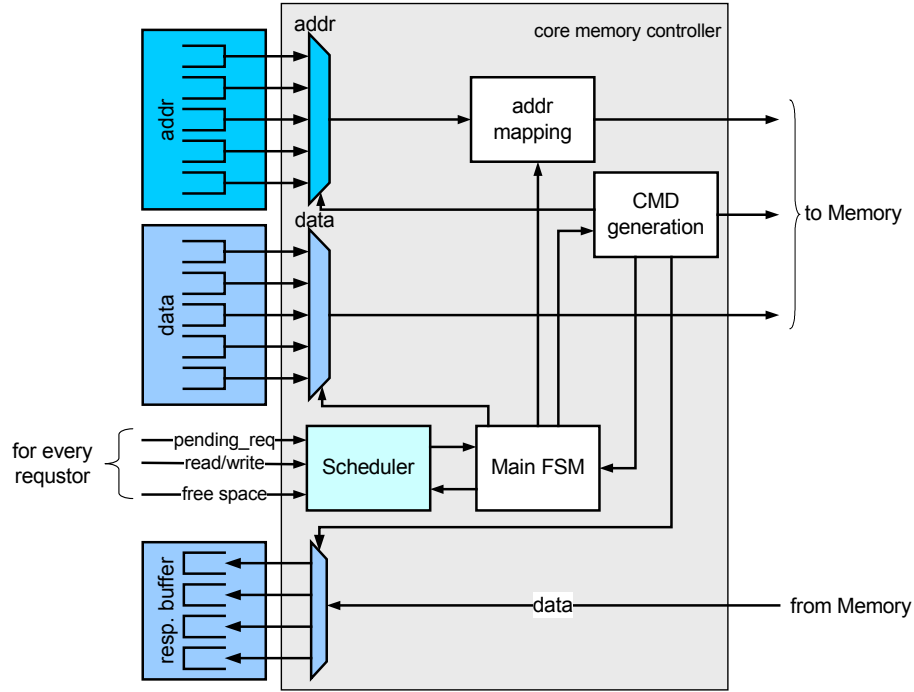 addr
core memory controller
addr
addr
mapping
CMD
generation
to Memory
data
data
for every
requstor
pending_req
read/write
free space
Scheduler
Main FSM
resp. buffer
data
from Memory